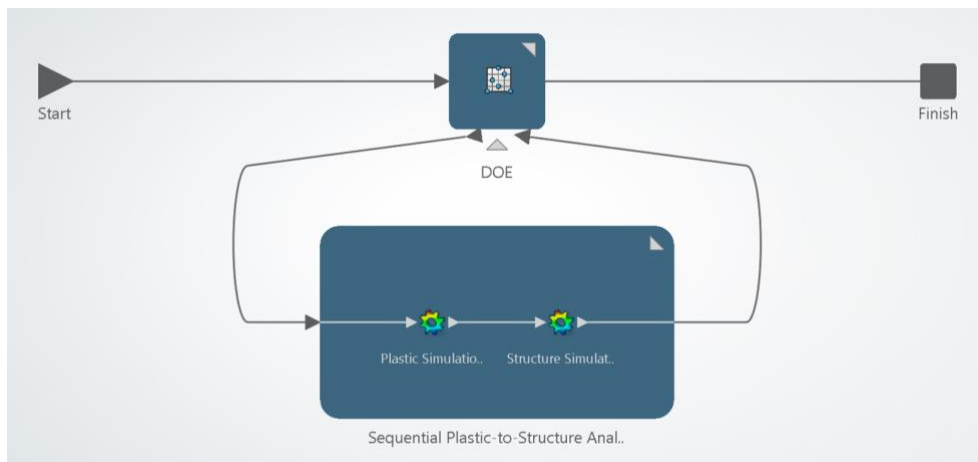 Start
Finish
DOE
Plastic Simulatio..
Structure Simulat..
Sequential Plastic-to-Structure Anal..